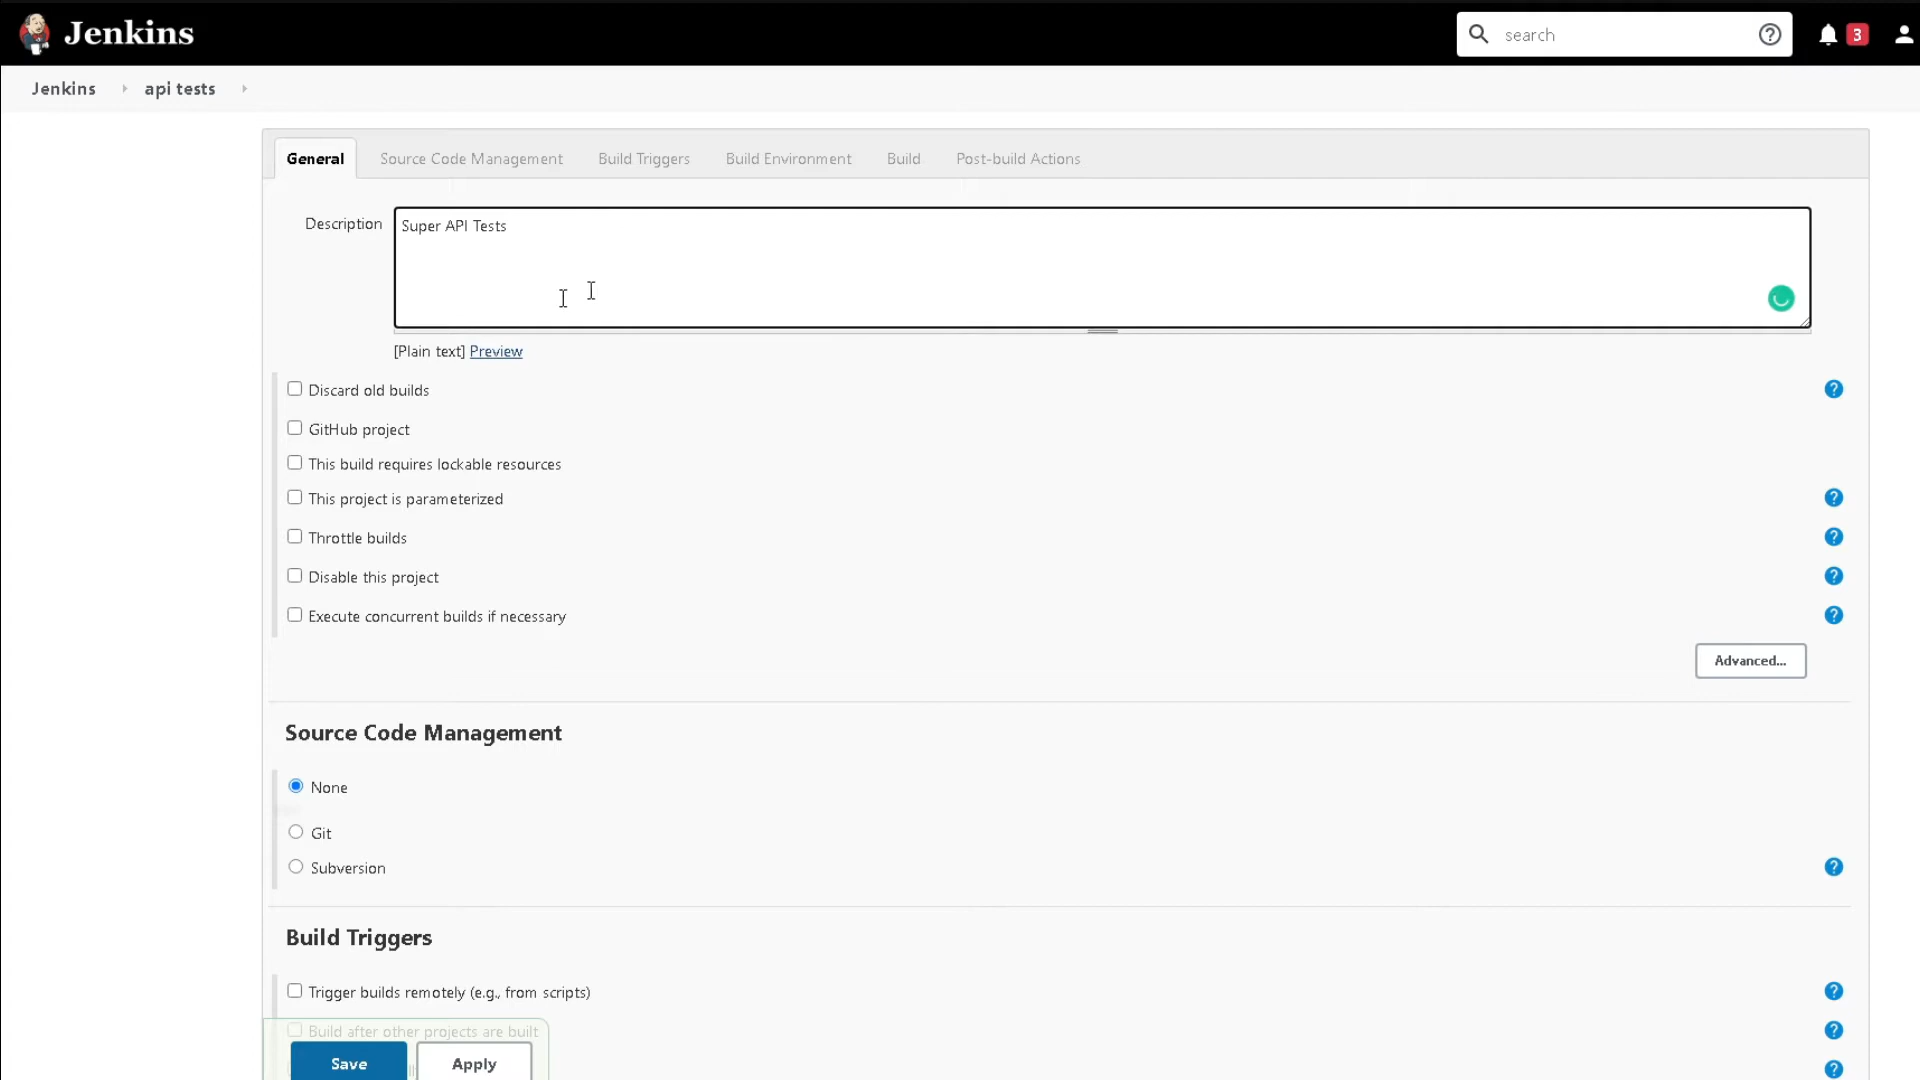 Jenkins
search
3
Jenkins
api tests
General
Source Code Management
Build Triggers
Build Environment
Build
Post-build Actions
Description
Super API Tests
[Plain text] Preview
Discard old builds
?
GitHub project
This build requires lockable resources
This project is parameterized
?
Throttle builds
?
Disable this project
?
Execute concurrent builds if necessary
?
Advanced...
Source Code Management
None
Git
Subversion
?
Build Triggers
Trigger builds remotely (e.g., from scripts)
?
Build after other projects are built
?
Save
Apply
?